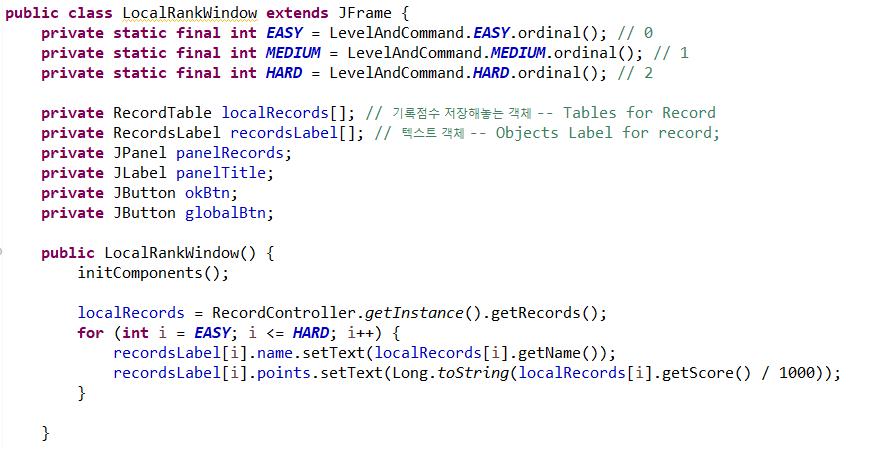 public class LocalRankWindow extends JFrame {
    private static final int EASY = LevelAndCommand.EASY.ordinal(); // 0
    private static final int MEDIUM = LevelAndCommand.MEDIUM.ordinal(); // 1
    private static final int HARD = LevelAndCommand.HARD.ordinal(); // 2

    private RecordTable localRecords[]; // 기록점수 저장해놓는 객체 -- Tables for Record
    private RecordsLabel recordsLabel[]; // 텍스트 객체 -- Objects Label for record;
    private JPanel panelRecords;
    private JLabel panelTitle;
    private JButton okBtn;
    private JButton globalBtn;

    public LocalRankWindow() {
        initComponents();

        localRecords = RecordController.getInstance().getRecords();
        for (int i = EASY; i <= HARD; i++) {
            recordsLabel[i].name.setText(localRecords[i].getName());
            recordsLabel[i].points.setText(Long.toString(localRecords[i].getScore() / 1000));
        }

    }